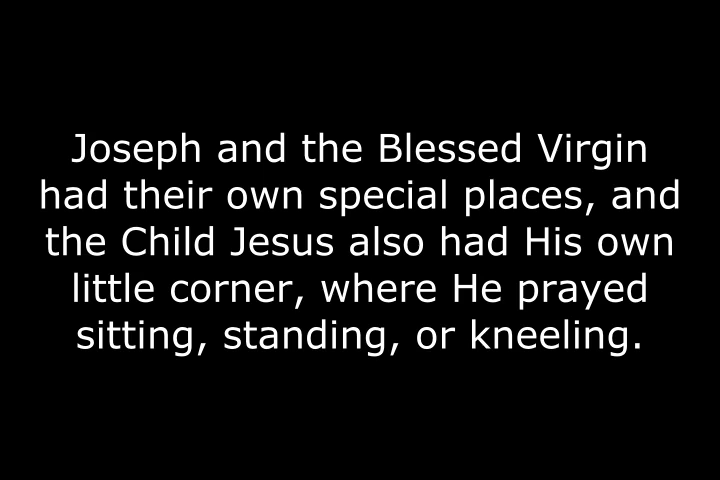 Joseph and the Blessed Virgin
had their own special places, and
the Child Jesus also had His own
little corner, where He prayed
sitting, standing, or kneeling.